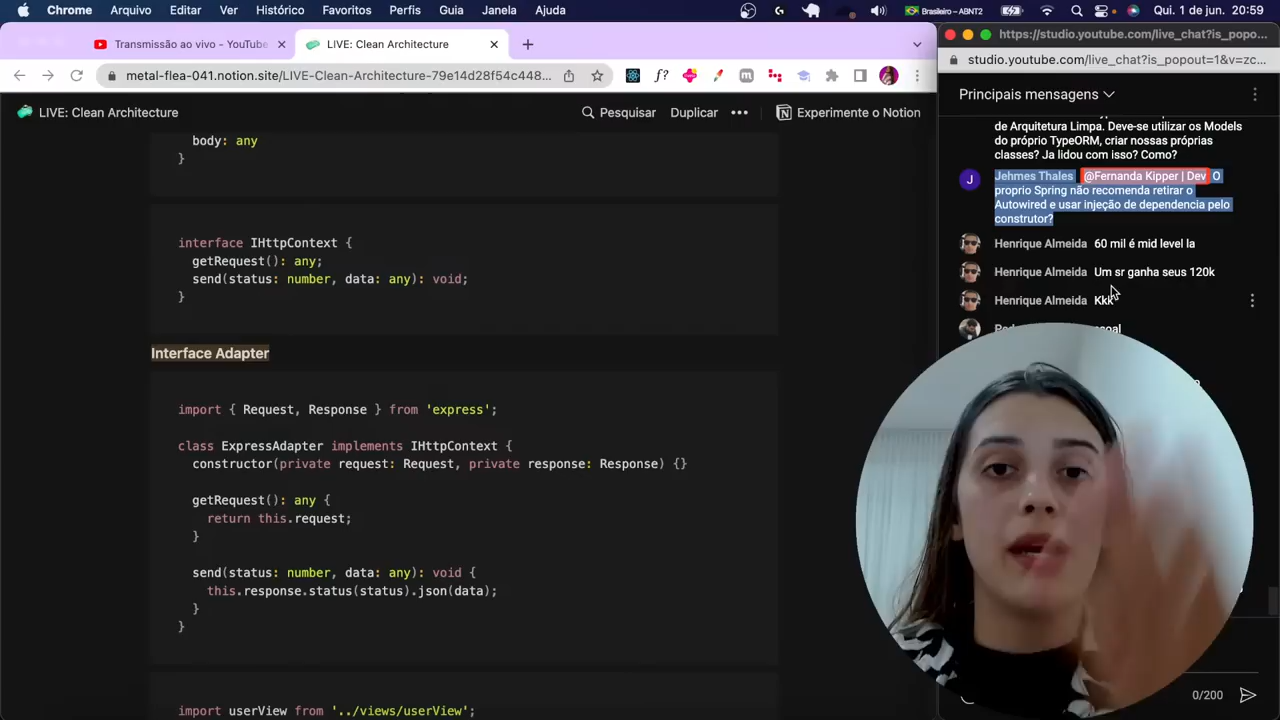 Chrome Arquivo Editar Ver Histórico Favoritos Perfis Guia Janela Ajuda Brasileiro – ABNT2 Qui. 1 de jun. 20:59
Transmissão ao vivo - YouTube
LIVE: Clean Architecture
metal-flea-041.notion.site/LIVE-Clean-Architecture-79e14d28f54c448...
LIVE: Clean Architecture
Pesquisar Duplicar Experimente o Notion
body: any
}
interface IHttpContext {
getRequest(): any;
send(status: number, data: any): void;
}
Interface Adapter
import { Request, Response } from 'express';
class ExpressAdapter implements IHttpContext {
constructor(private request: Request, private response: Response) {}
getRequest(): any {
return this.request;
}
send(status: number, data: any): void {
this.response.status(status).json(data);
}
}
import userView from '../views/userView';
https://studio.youtube.com/live_chat?is_popo...
studio.youtube.com/live_chat?is_popout=1&v=zc...
Principais mensagens
de Arquitetura Limpa. Deve-se utilizar os Models
do próprio TypeORM, criar nossas próprias
classes? Ja lidou com isso? Como?
J
Jehmes Thales @Fernanda Kipper | Dev O
proprio Spring não recomenda retirar o
Autowired e usar injeção de dependencia pelo
construtor?
Henrique Almeida 60 mil é mid level la
Henrique Almeida Um sr ganha seus 120k
Henrique Almeida Kkk
0/200